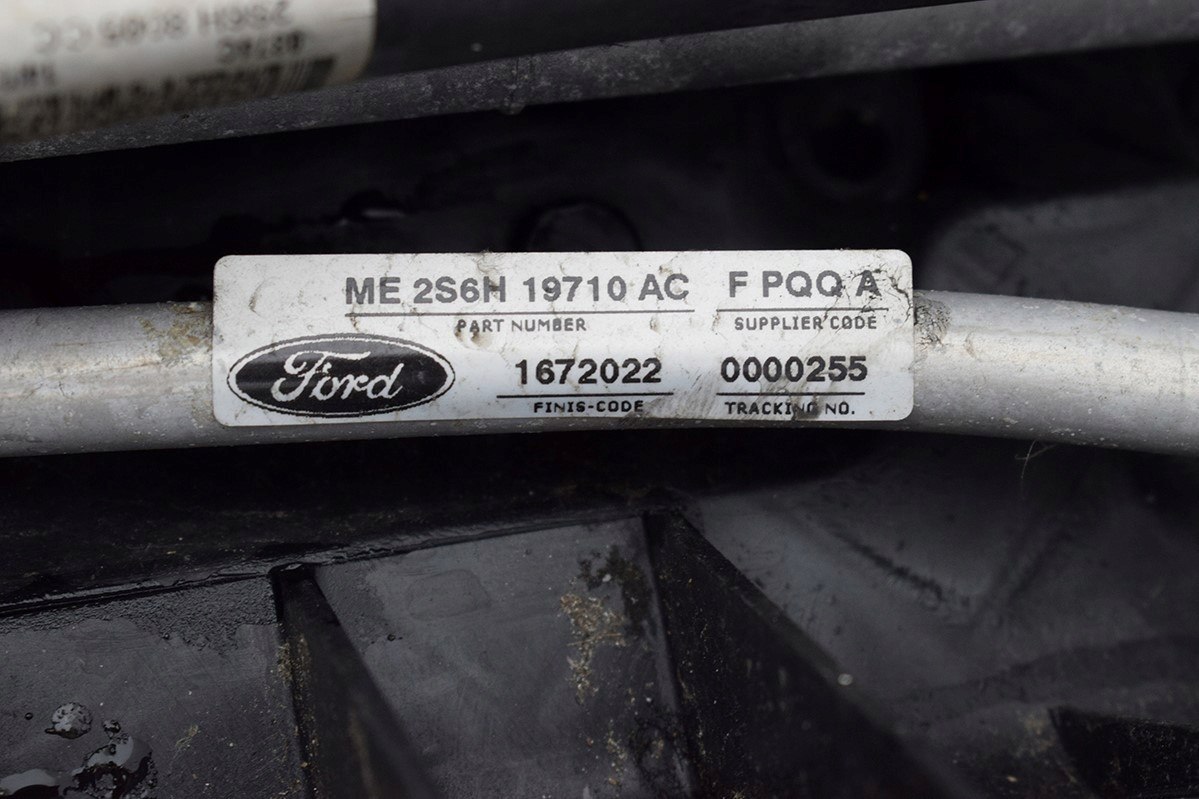 ME 2S6H 19710 AC F PQQ A
PART NUMBER SUPPLIER CODE
Ford
1672022 0000255
FINIS-CODE TRACKING NO.